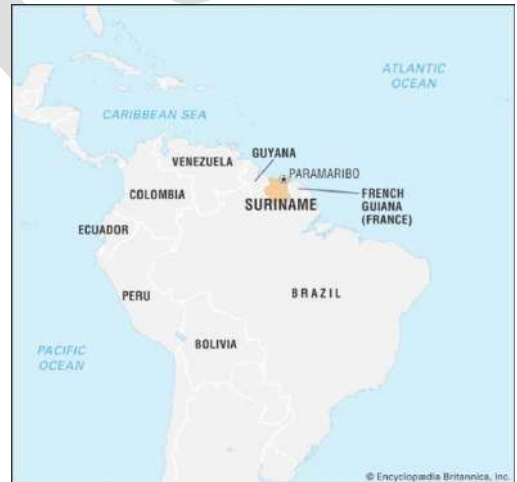 ATLANTIC
OCEAN
CARIBBEAN SEA
VENEZUELA
GUYANA
PARAMARIBO
COLOMBIA
SURINAME
FRENCH
GUIANA
(FRANCE)
ECUADOR
PERU
BRAZIL
BOLIVIA
PACIFIC
OCEAN
© Encyclopædia Britannica, Inc.